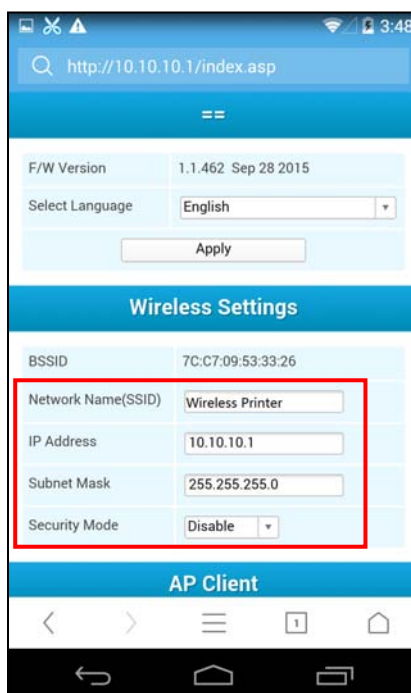 3:48
http://10.10.10.1/index.asp
==
F/W Version 1.1.462 Sep 28 2015
Select Language English
Apply
Wireless Settings
BSSID 7C:C7:09:53:33:26
Network Name(SSID) Wireless Printer
IP Address 10.10.10.1
Subnet Mask 255.255.255.0
Security Mode Disable
AP Client
1